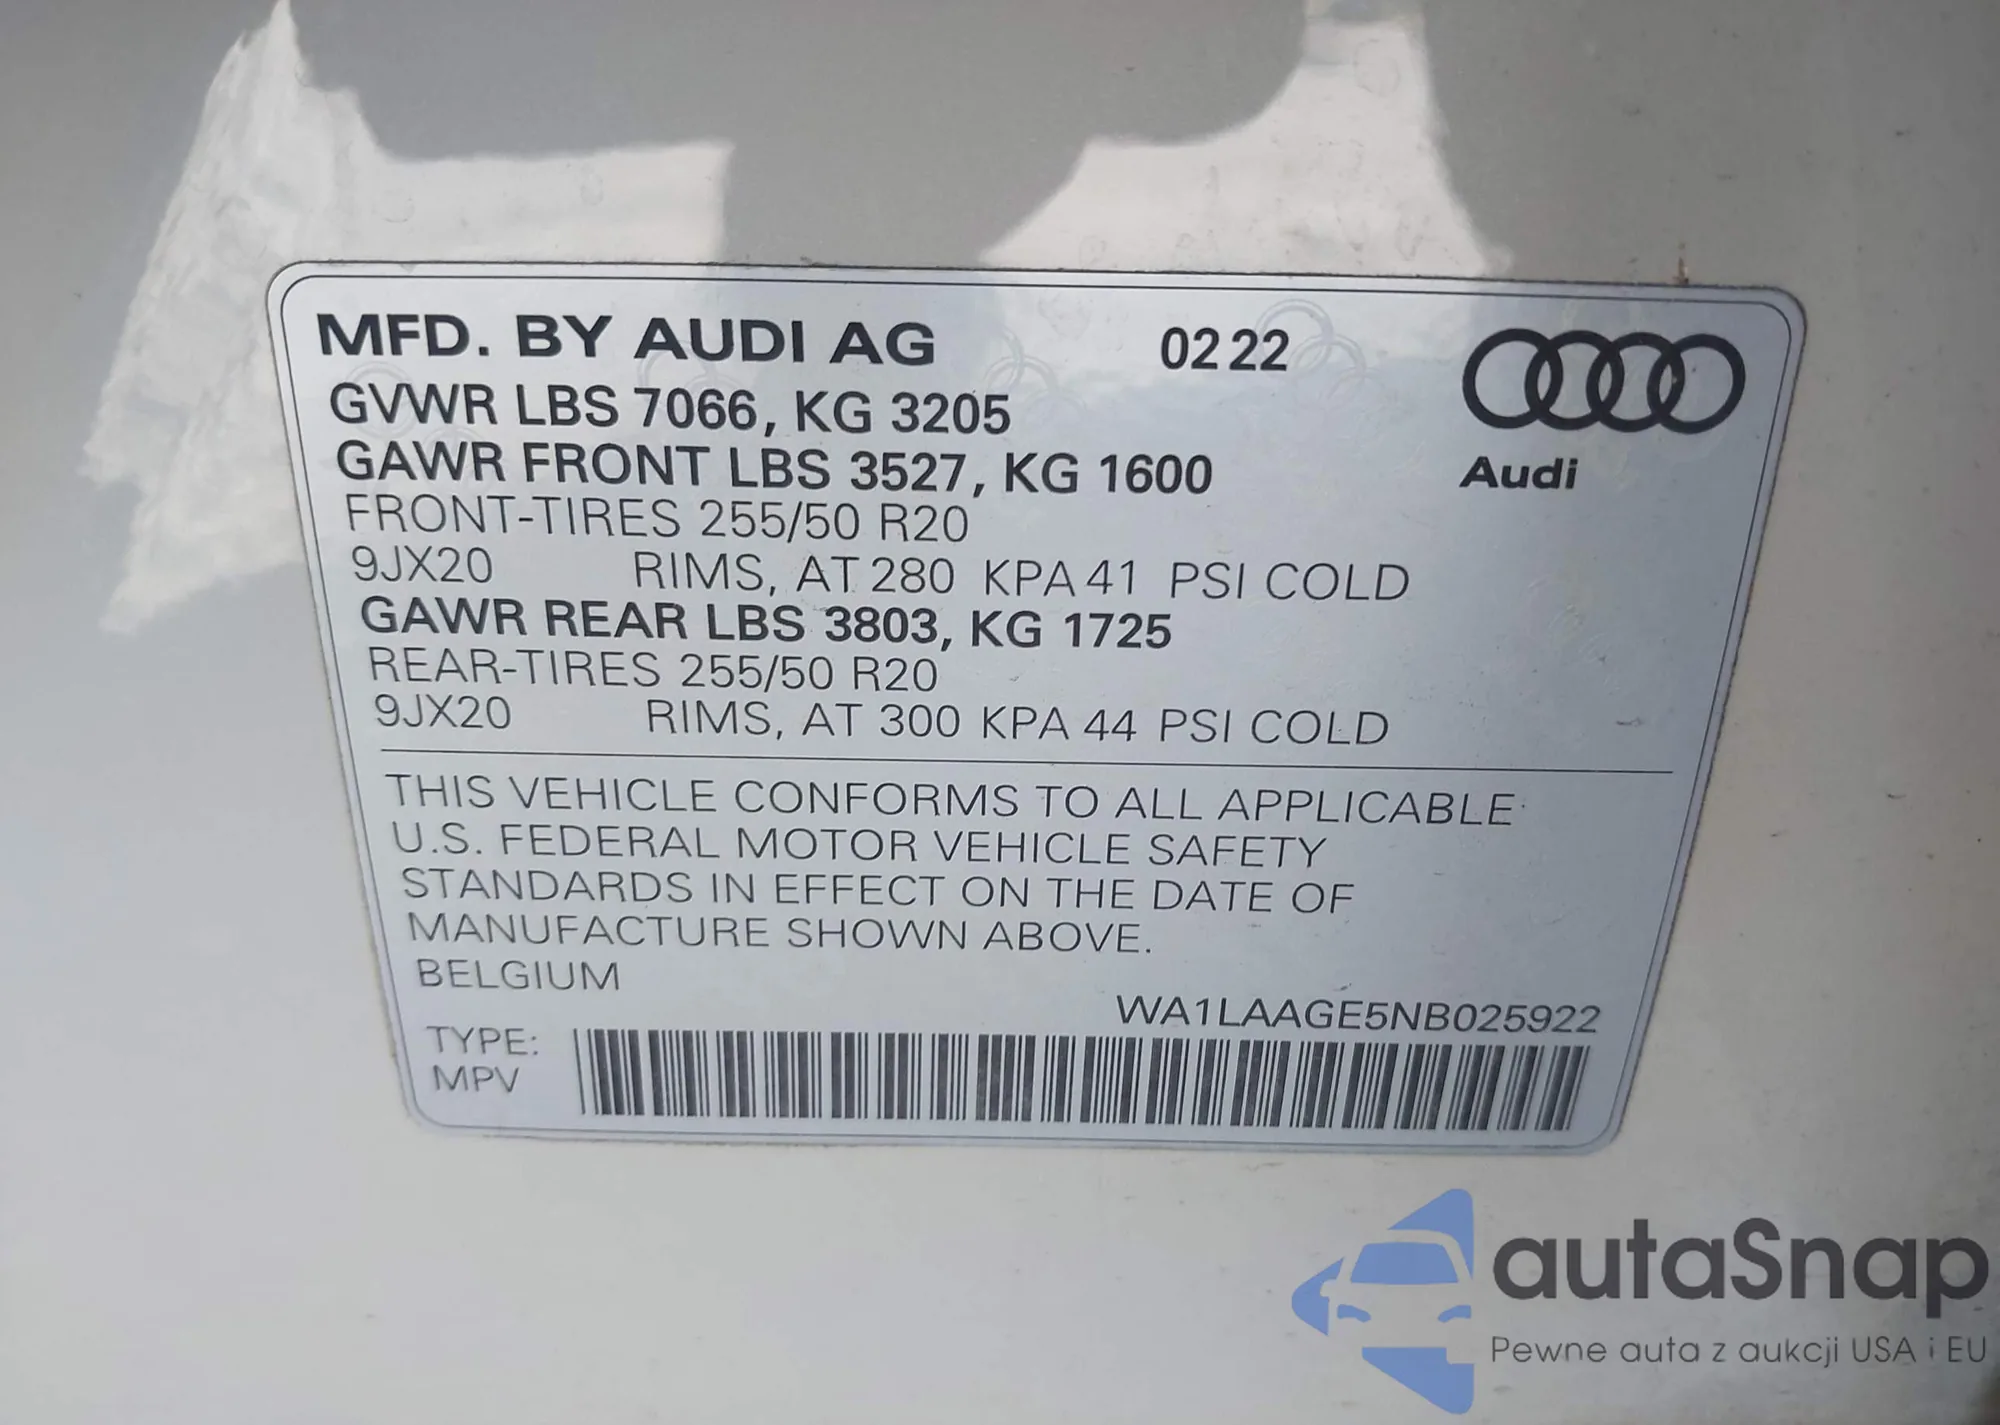 MFD. BY AUDI AG 02 22
GVWR LBS 7066, KG 3205
GAWR FRONT LBS 3527, KG 1600
Audi
FRONT-TIRES 255/50 R20
9JX20 RIMS, AT 280 KPA 41 PSI COLD
GAWR REAR LBS 3803, KG 1725
REAR-TIRES 255/50 R20
9JX20 RIMS, AT 300 KPA 44 PSI COLD
THIS VEHICLE CONFORMS TO ALL APPLICABLE
U.S. FEDERAL MOTOR VEHICLE SAFETY
STANDARDS IN EFFECT ON THE DATE OF
MANUFACTURE SHOWN ABOVE.
BELGIUM
WA1LAAGE5NB025922
TYPE:
MPV
autaSnap
Pewne auta z aukcji USA i EU